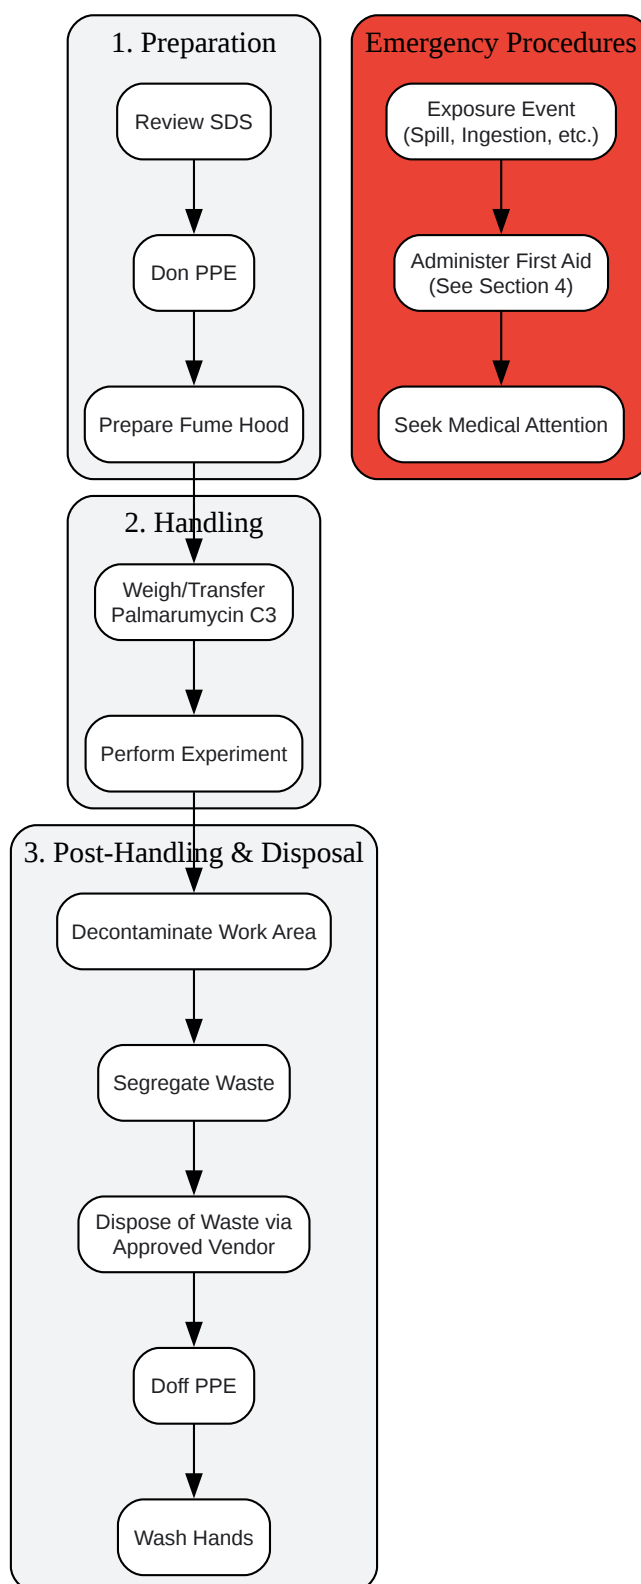 1. Preparation
Review SDS
Don PPE
Prepare Fume Hood
Emergency Procedures
Exposure Event
(Spill, Ingestion, etc.)
Administer First Aid
(See Section 4)
Seek Medical Attention
2. Handling
Weigh/Transfer
Palmarumycin C3
Perform Experiment
3. Post-Handling & Disposal
Decontaminate Work Area
Segregate Waste
Dispose of Waste via
Approved Vendor
Doff PPE
Wash Hands